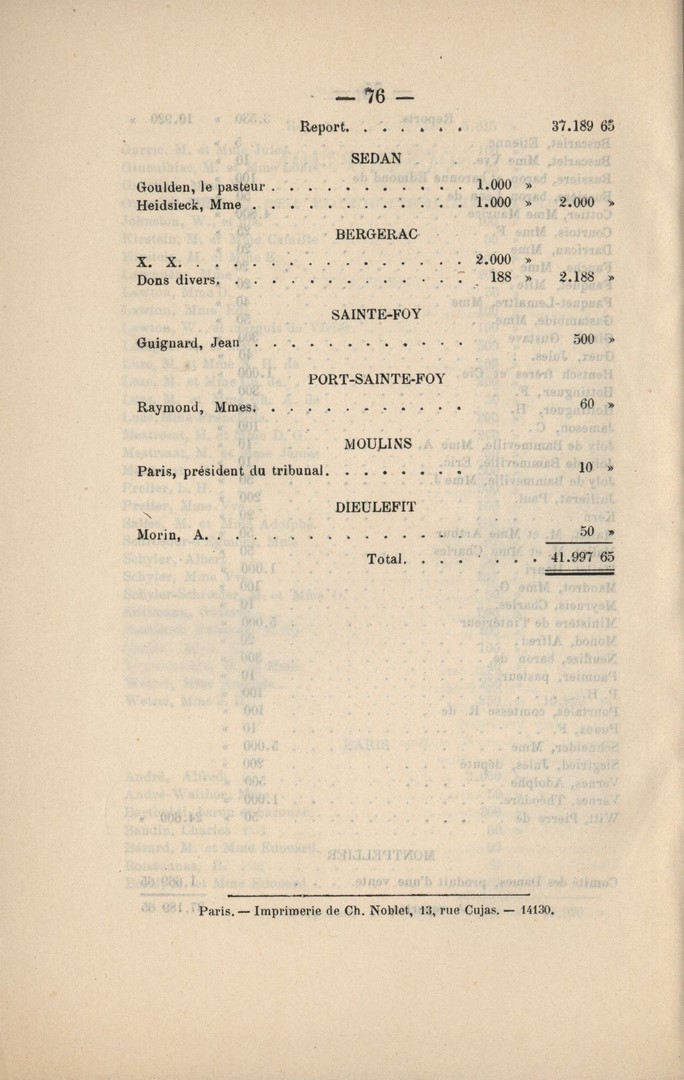 — 76 —
Report. . . . . . . 37.189 65
SEDAN
Goulden, le pasteur . . . . . . . . . . . 1.000 »
Heidsieck, Mme . . . . . . . . . . . . 1.000 » 2.000 »
BERGERAC
X. X. . . . . . . . . . . . . . . . 2.000 »
Dons divers. . . . . . . . . . . . . . 188 » 2.188 »
SAINTE-FOY
Guignard, Jean . . . . . . . . . . . . 500 »
PORT-SAINTE-FOY
Raymond, Mmes. . . . . . . . . . . . 60 »
MOULINS
Pàris, président du tribunal. . . . . . . . 10 »
DIEULEFIT
Morin, A. . . . . . . . . . . . . . . 50 »
Total. . . . . . . . 41.997 65
Paris. — Imprimerie de Ch. Noblet, 13, rue Cujas. — 14130.